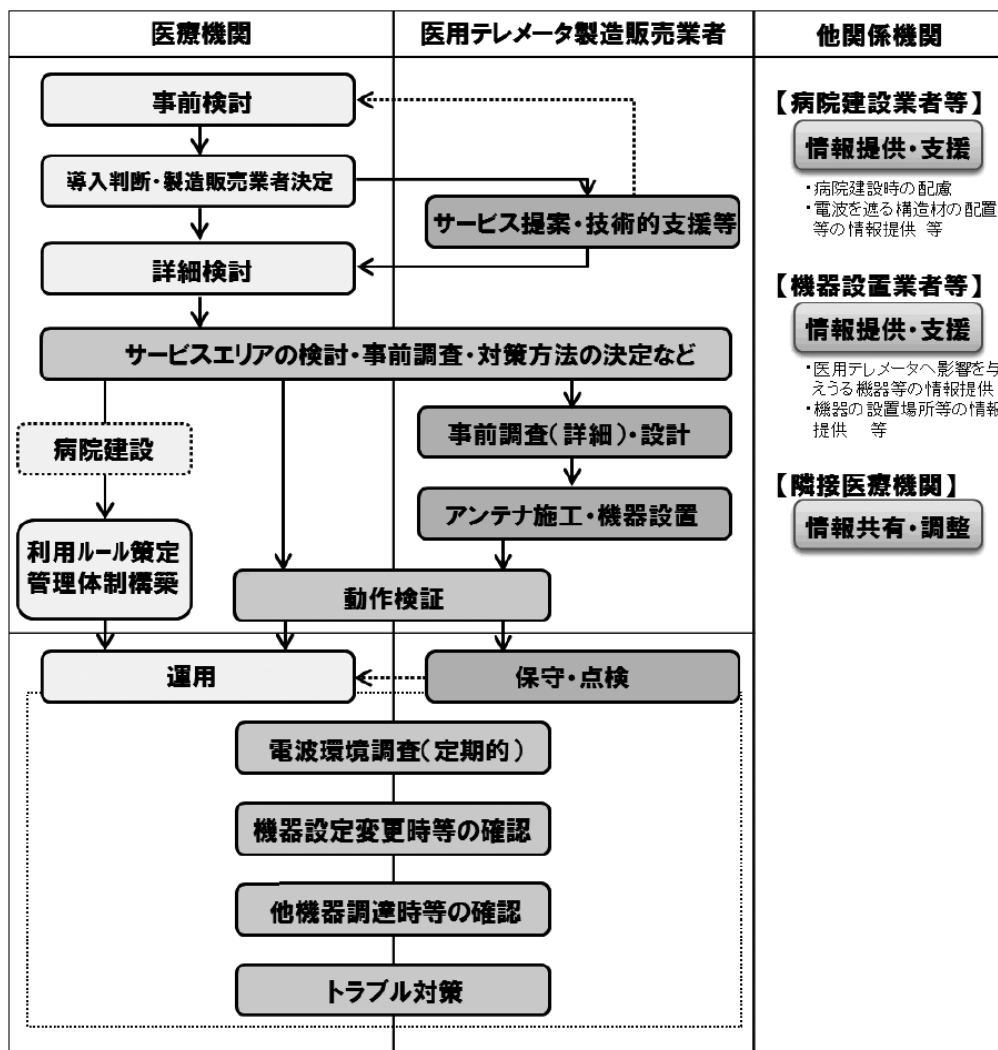 医療機関
医用テレメータ製造販売業者
他関係機関
事前検討
導入判断・製造販売業者決定
サービス提案・技術的支援等
詳細検討
サービスエリアの検討・事前調査・対策方法の決定など
病院建設
事前調査(詳細)・設計
アンテナ施工・機器設置
利用ルール策定
管理体制構築
動作検証
運用
保守・点検
電波環境調査(定期的)
機器設定変更時等の確認
他機器調達時等の確認
トラブル対策
【病院建設業者等】
情報提供・支援
・病院建設時の配慮
・電波を遮る構造材の配置
等の情報提供 等
【機器設置業者等】
情報提供・支援
・医用テレメータへ影響を与
えうる機器等の情報提供
・機器の設置場所等の情報
提供 等
【隣接医療機関】
情報共有・調整